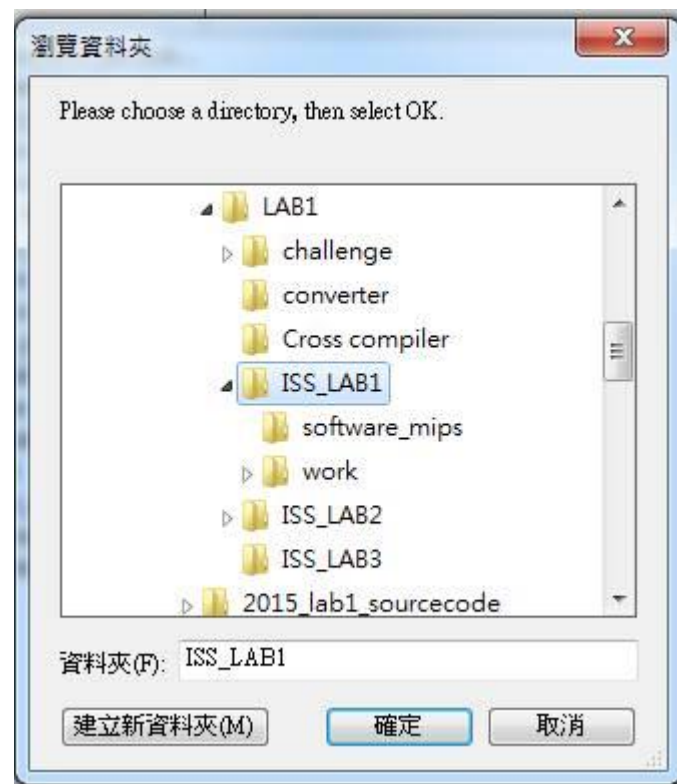 瀏覽資料夾
Please choose a directory, then select OK.
LAB1
challenge
converter
Cross compiler
ISS_LAB1
software_mips
work
ISS_LAB2
ISS_LAB3
2015_lab1_sourcecode
資料夾(F): ISS_LAB1
建立新資料夾(M) 確定 取消